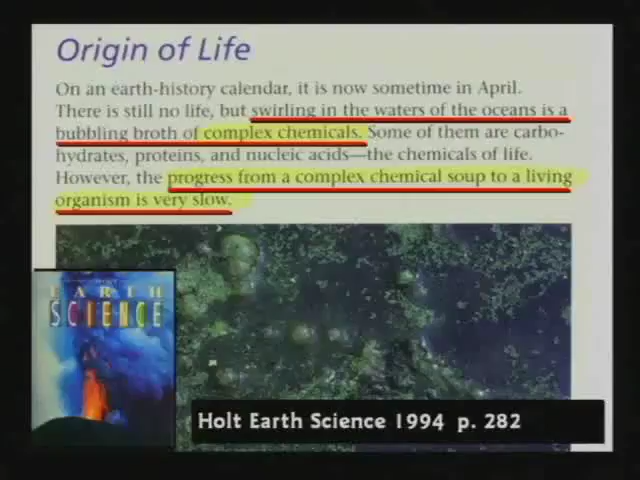 Origin of Life
On an earth-history calendar, it is now sometime in April.
There is still no life, but swirling in the waters of the oceans is a
bubbling broth of complex chemicals. Some of them are carbo-
hydrates, proteins, and nucleic acids—the chemicals of life.
However, the progress from a complex chemical soup to a living
organism is very slow.
EARTH
SCIENCE
Holt Earth Science 1994 p. 282